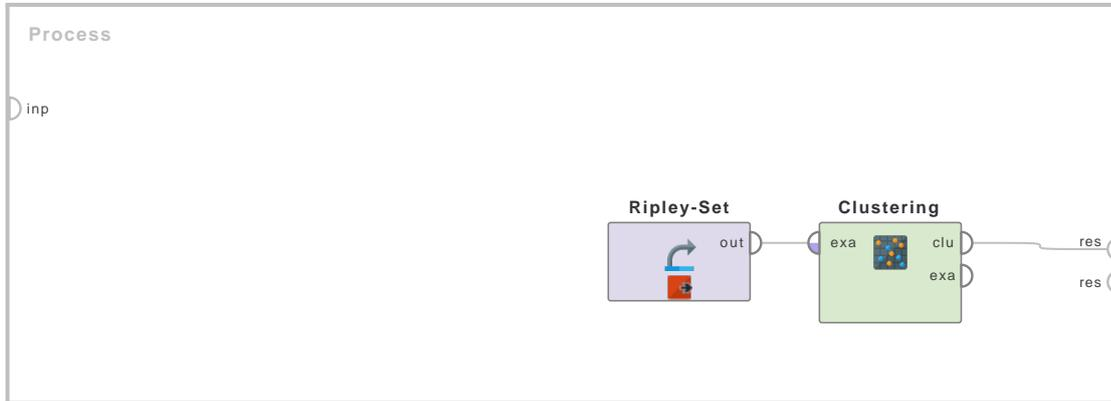 Process
inp
Ripley-Set
Clustering
out
exa
clu
res
exa
res